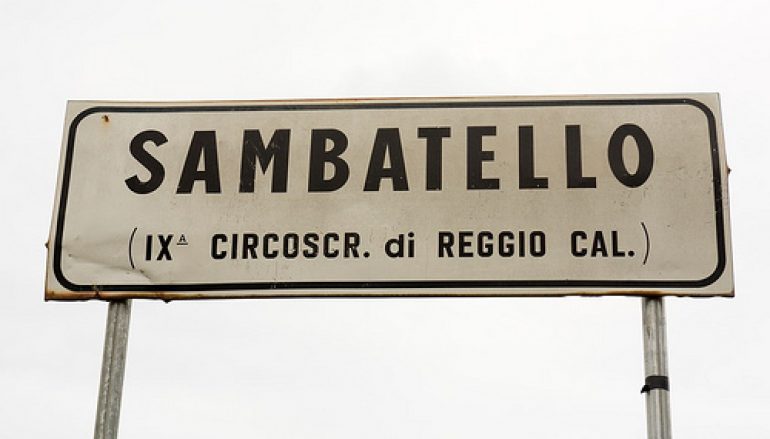 SAMBATELLO
(IXᴬ CIRCOSCR. di REGGIO CAL.)